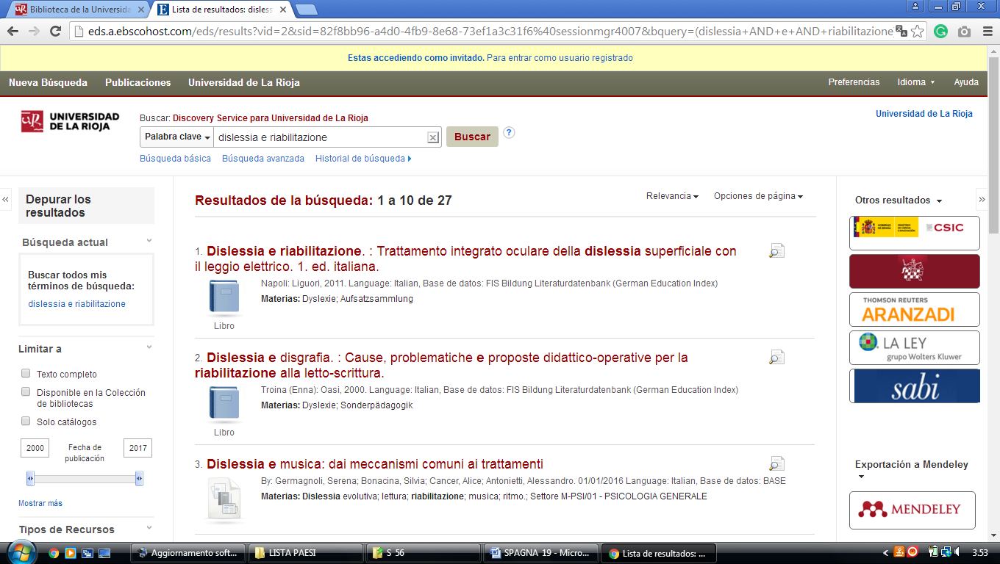 Biblioteca de la Universida
Lista de resultados: disless
eds.a.ebscohost.com/eds/results?vid=2&sid=82f8bb96-a4d0-4fb9-8e68-73ef1a3c31f6%40sessionmgr4007&bquery=(dislessia+AND+e+AND+riabilitazione)
Estas accediendo como invitado. Para entrar como usuario registrado
Nueva Búsqueda Publicaciones Universidad de La Rioja Preferencias Idioma Ayuda
UNIVERSIDAD
DE LA RIOJA
Universidad de La Rioja
Buscar: Discovery Service para Universidad de La Rioja
Palabra clave dislessia e riabilitazione Buscar ?
Búsqueda básica Búsqueda avanzada Historial de búsqueda
Depurar los
resultados
Búsqueda actual
Buscar todos mis
términos de búsqueda:
dislessia e riabilitazione
Limitar a
Texto completo
Disponible en la Colección
de bibliotecas
Solo catálogos
2000 Fecha de 2017
publicación
Mostrar más
Tipos de Recursos
Resultados de la búsqueda: 1 a 10 de 27
Relevancia Opciones de página
1. Dislessia e riabilitazione. : Trattamento integrato oculare della dislessia superficiale con
il leggio elettrico. 1. ed. italiana.
Napoli: Liguori, 2011. Language: Italian, Base de datos: FIS Bildung Literaturdatenbank (German Education Index)
Materias: Dyslexie; Aufsatzsammlung
Libro
2. Dislessia e disgrafia. : Cause, problematiche e proposte didattico-operative per la
riabilitazione alla letto-scrittura.
Troina (Enna): Oasi, 2000. Language: Italian, Base de datos: FIS Bildung Literaturdatenbank (German Education Index)
Materias: Dyslexie; Sonderpädagogik
Libro
3. Dislessia e musica: dai meccanismi comuni ai trattamenti
By: Germagnoli, Serena; Bonacina, Silvia; Cancer, Alice; Antonietti, Alessandro. 01/01/2016 Language: Italian, Base de datos: BASE
Materias: Dislessia evolutiva; lettura; riabilitazione; musica; ritmo.; Settore M-PSI/01 - PSICOLOGIA GENERALE
Otros resultados
CSIC
THOMSON REUTERS
ARANZADI
LA LEY
grupo Wolters Kluwer
sabi
Exportación a Mendeley
MENDELEY
Aggiornamento soft... LISTA PAESI S 56 SPAGNA 19 - Micro... Lista de resultados: ... 3.53